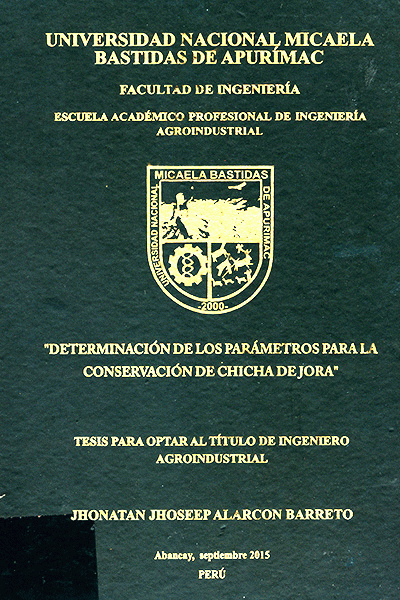 UNIVERSIDAD NACIONAL MICAELA
BASTIDAS DE APURÍMAC
FACULTAD DE INGENIERÍA
ESCUELA ACADÉMICO PROFESIONAL DE INGENIERÍA
AGROINDUSTRIAL
MICAELA BASTIDAS
UNIVERSIDAD NACIONAL
DE APURIMAC
-2000-
"DETERMINACIÓN DE LOS PARÁMETROS PARA LA
CONSERVACIÓN DE CHICHA DE JORA"
TESIS PARA OPTAR AL TÍTULO DE INGENIERO
AGROINDUSTRIAL
JHONATAN JHOSEEP ALARCON BARRETO
Abancay, septiembre 2015
PERÚ